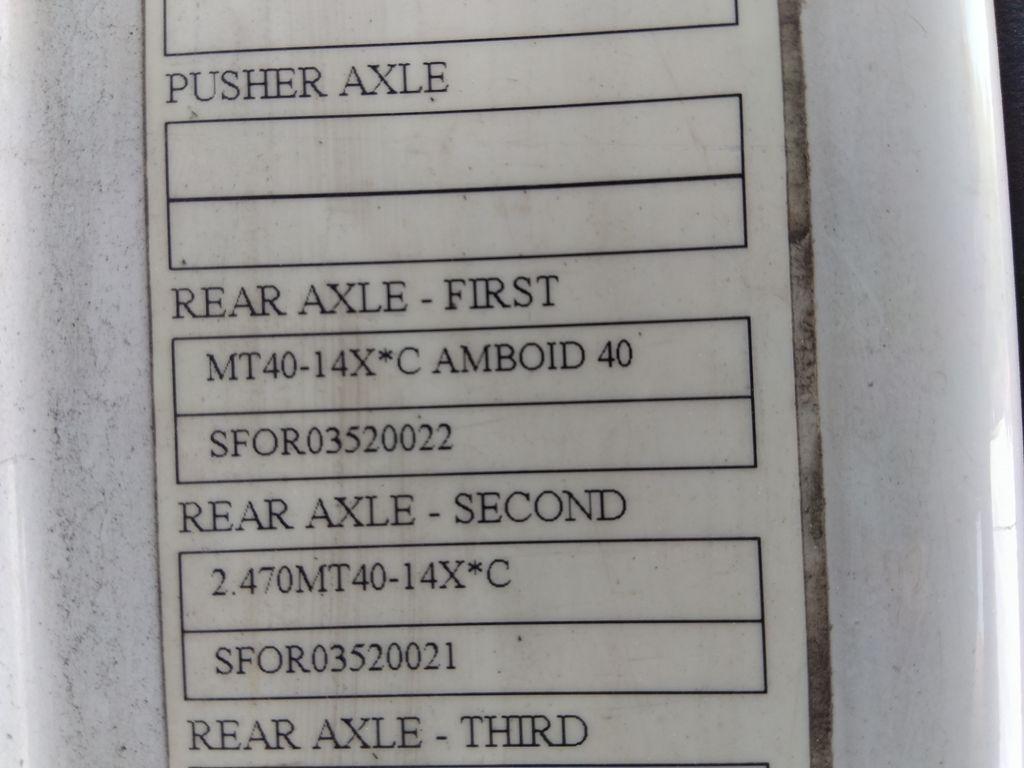 PUSHER AXLE
REAR AXLE - FIRST
MT40-14X*C AMBOID 40
SFOR03520022
REAR AXLE - SECOND
2.470MT40-14X*C
SFOR03520021
REAR AXLE - THIRD